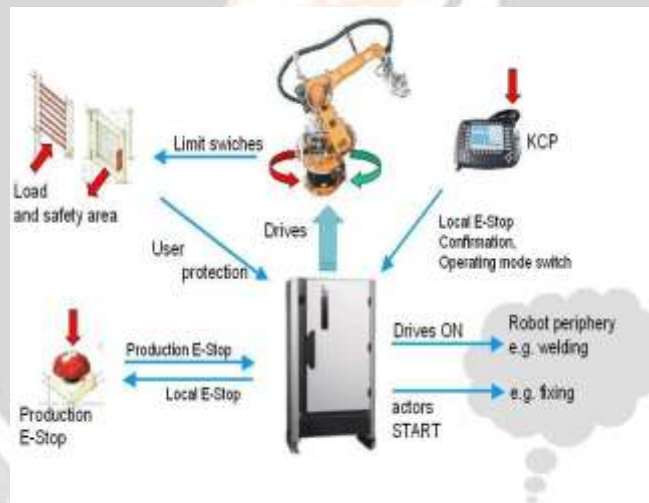 Limit swiches
KCP
Load
and safety area
Drives
Local E-Stop
Confirmation,
Operating mode switch
User
protection
Drives ON
Robot periphery
e.g. welding
Production E-Stop
Local E-Stop
e.g. fixing
Production
E-Stop
actors
START